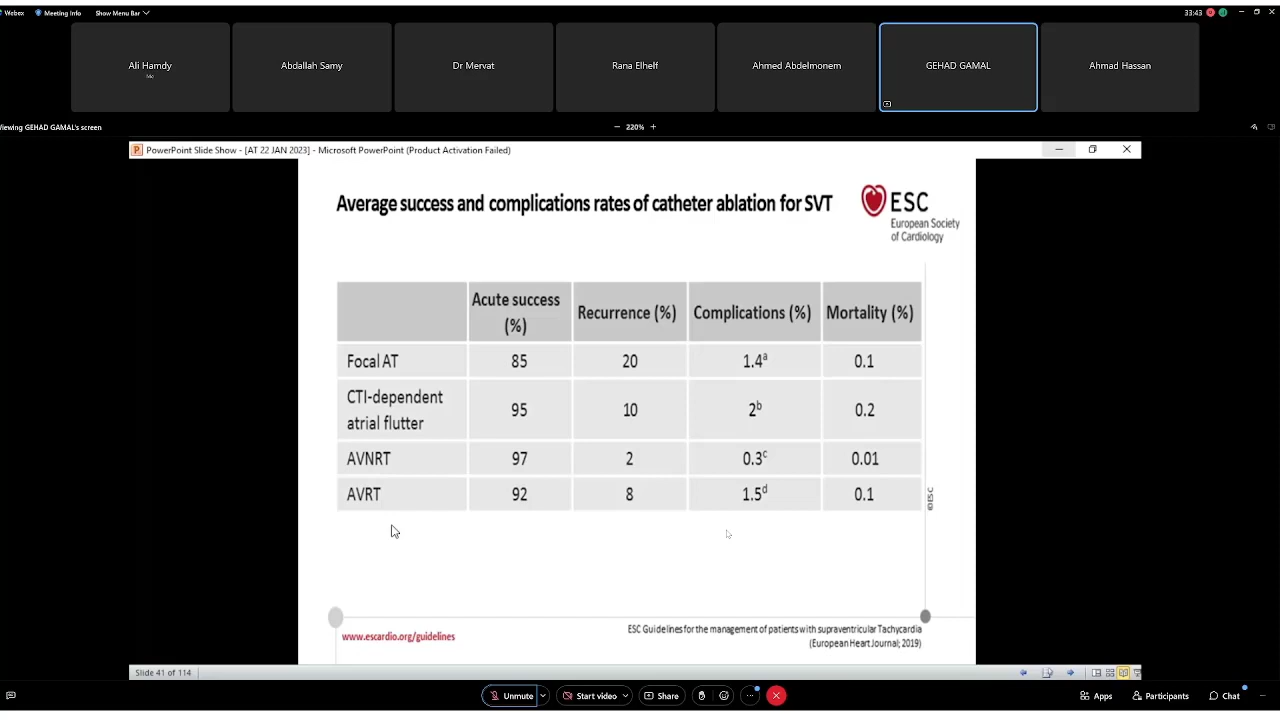 Webex Meeting Info Show Menu Bar 33:43
Ali Hamdy
Me
Abdallah Samy
Dr Mervat
Rana Elhelf
Ahmed Abdelmonem
GEHAD GAMAL
Ahmad Hassan
Viewing GEHAD GAMAL's screen
220%
PowerPoint Slide Show - [AT 22 JAN 2023] - Microsoft PowerPoint (Product Activation Failed)
Average success and complications rates of catheter ablation for SVT
ESC
European Society
of Cardiology
Acute success (%) Recurrence (%) Complications (%) Mortality (%)
Focal AT 85 20 1.4a 0.1
CTI-dependent atrial flutter 95 10 2b 0.2
AVNRT 97 2 0.3c 0.01
AVRT 92 8 1.5d 0.1
©ESC
www.escardio.org/guidelines
ESC Guidelines for the management of patients with supraventricular Tachycardia
(European Heart Journal; 2019)
Slide 41 of 114
Unmute Start video Share Apps Participants Chat